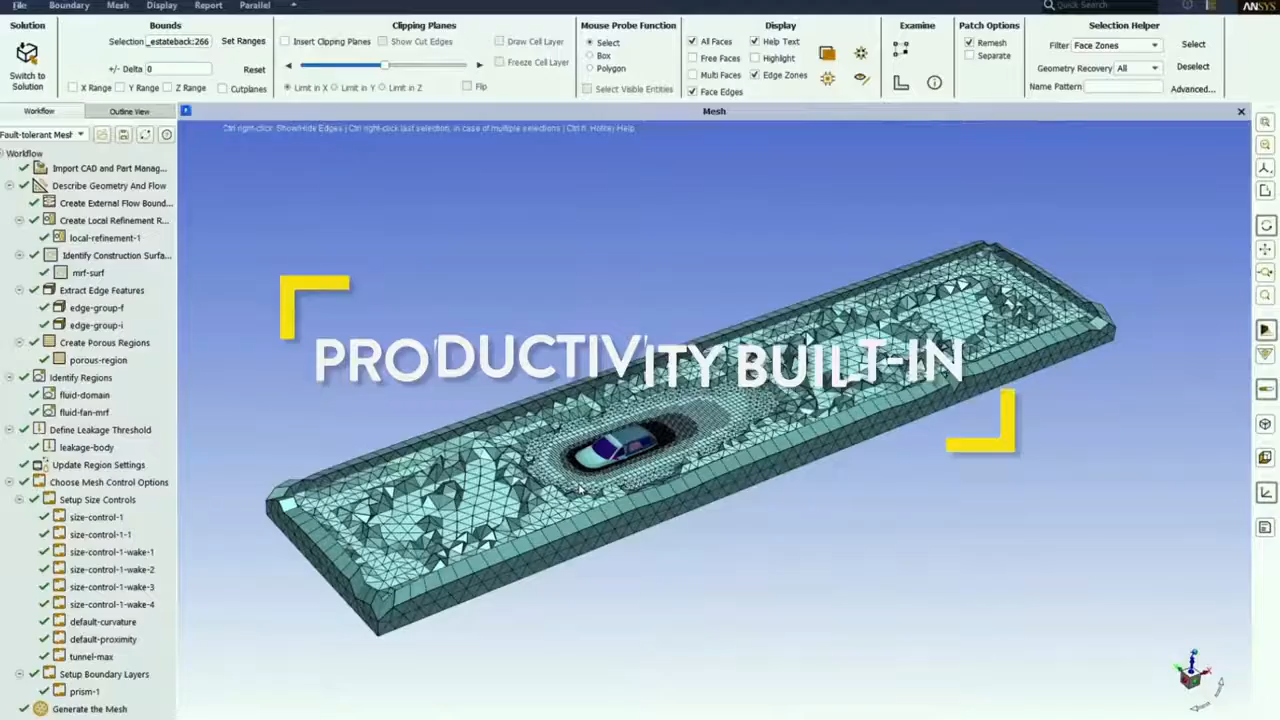 File Boundary Mesh Display Report Parallel Quick Search ANSYS
Solution Bounds Clipping Planes Mouse Probe Function Display Examine Patch Options Selection Helper
Switch to Solution
Selection _estateback:266 Set Ranges
+/- Delta 0 Reset
X Range Y Range Z Range Cutplanes
Insert Clipping Planes Show Cut Edges Draw Cell Layer
Freeze Cell Layer
Limit in X Limit in Y Limit in Z Flip
Select
Box
Polygon
Select Visible Entities
All Faces Help Text
Free Faces Highlight
Multi Faces Edge Zones
Face Edges
Remesh
Separate
Filter Face Zones Select
Geometry Recovery All Deselect
Name Pattern Advanced...
Workflow Outline View
Mesh
Fault-tolerant Mesh
Ctrl right-click: Show/Hide Edges | Ctrl right-click last selection, in case of multiple selections | Ctrl h: Hotkey Help
Workflow
Import CAD and Part Manag...
Describe Geometry And Flow
Create External Flow Bound...
Create Local Refinement R...
local-refinement-1
Identify Construction Surfa...
mrf-surf
Extract Edge Features
edge-group-f
edge-group-i
Create Porous Regions
porous-region
Identify Regions
fluid-domain
fluid-fan-mrf
Define Leakage Threshold
leakage-body
Update Region Settings
Choose Mesh Control Options
Setup Size Controls
size-control-1
size-control-1-1
size-control-1-wake-1
size-control-1-wake-2
size-control-1-wake-3
size-control-1-wake-4
default-curvature
default-proximity
tunnel-max
Setup Boundary Layers
prism-1
Generate the Mesh
PRODUCTIVITY BUILT-IN